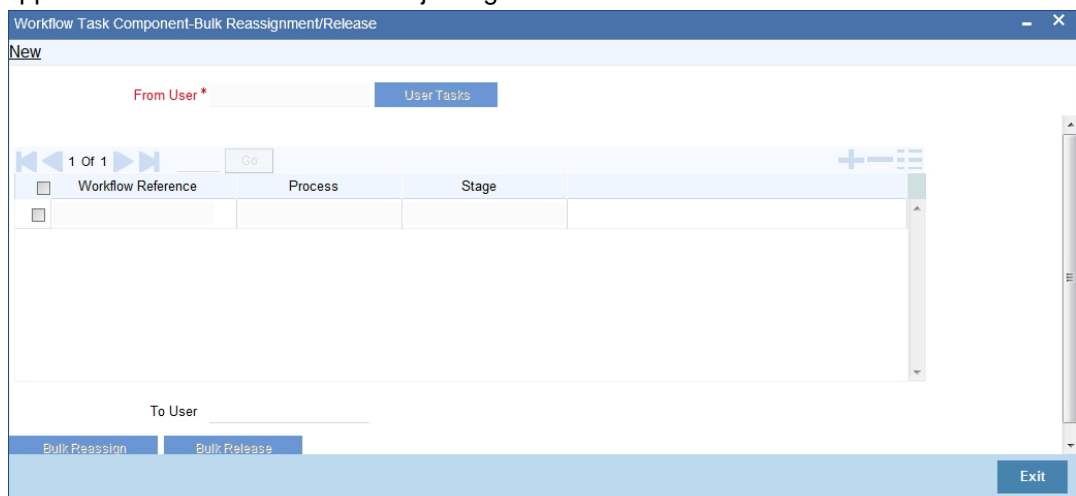 Workflow Task Component-Bulk Reassignment/Release
New
From User * User Tasks
1 Of 1 Go
Workflow Reference Process Stage
To User
Bulk Reassign Bulk Release
Exit